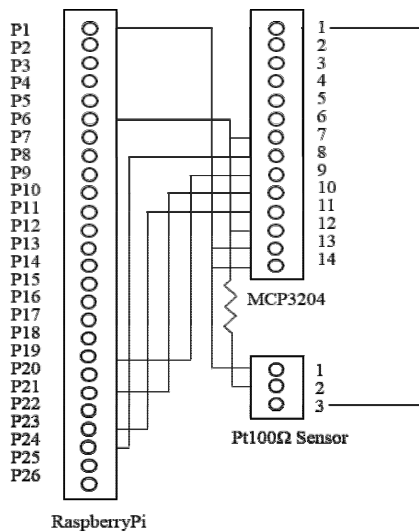 P1
P2
P3
P4
P5
P6
P7
P8
P9
P10
P11
P12
P13
P14
P15
P16
P17
P18
P19
P20
P21
P22
P23
P24
P25
P26
RaspberryPi
1
2
3
4
5
6
7
8
9
10
11
12
13
14
MCP3204
1
2
3
Pt100Ω Sensor